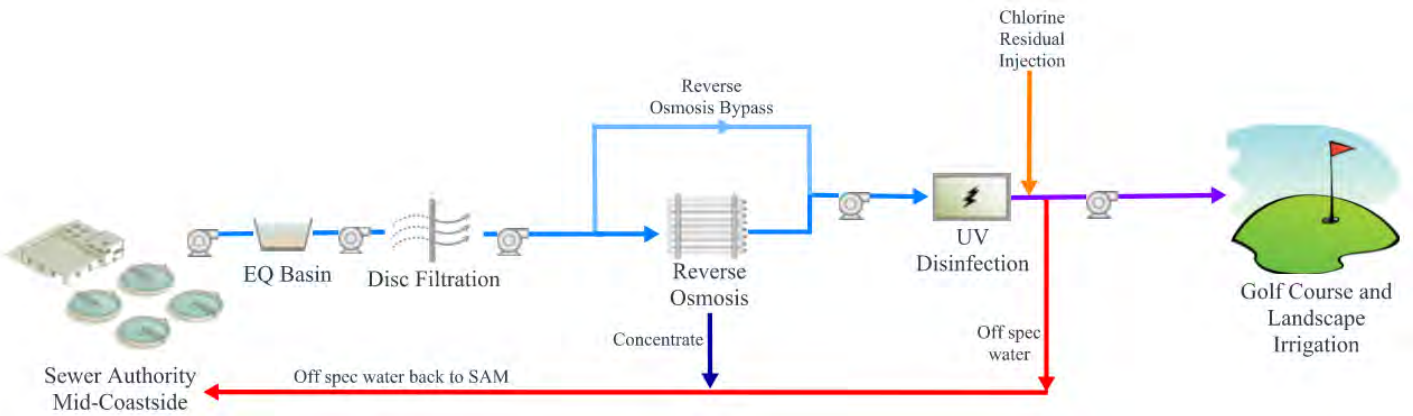 Chlorine
Residual
Injection
Reverse
Osmosis Bypass
EQ Basin
Disc Filtration
Reverse
Osmosis
UV
Disinfection
Golf Course and
Landscape
Irrigation
Concentrate
Off spec
water
Sewer Authority
Mid-Coastside
Off spec water back to SAM